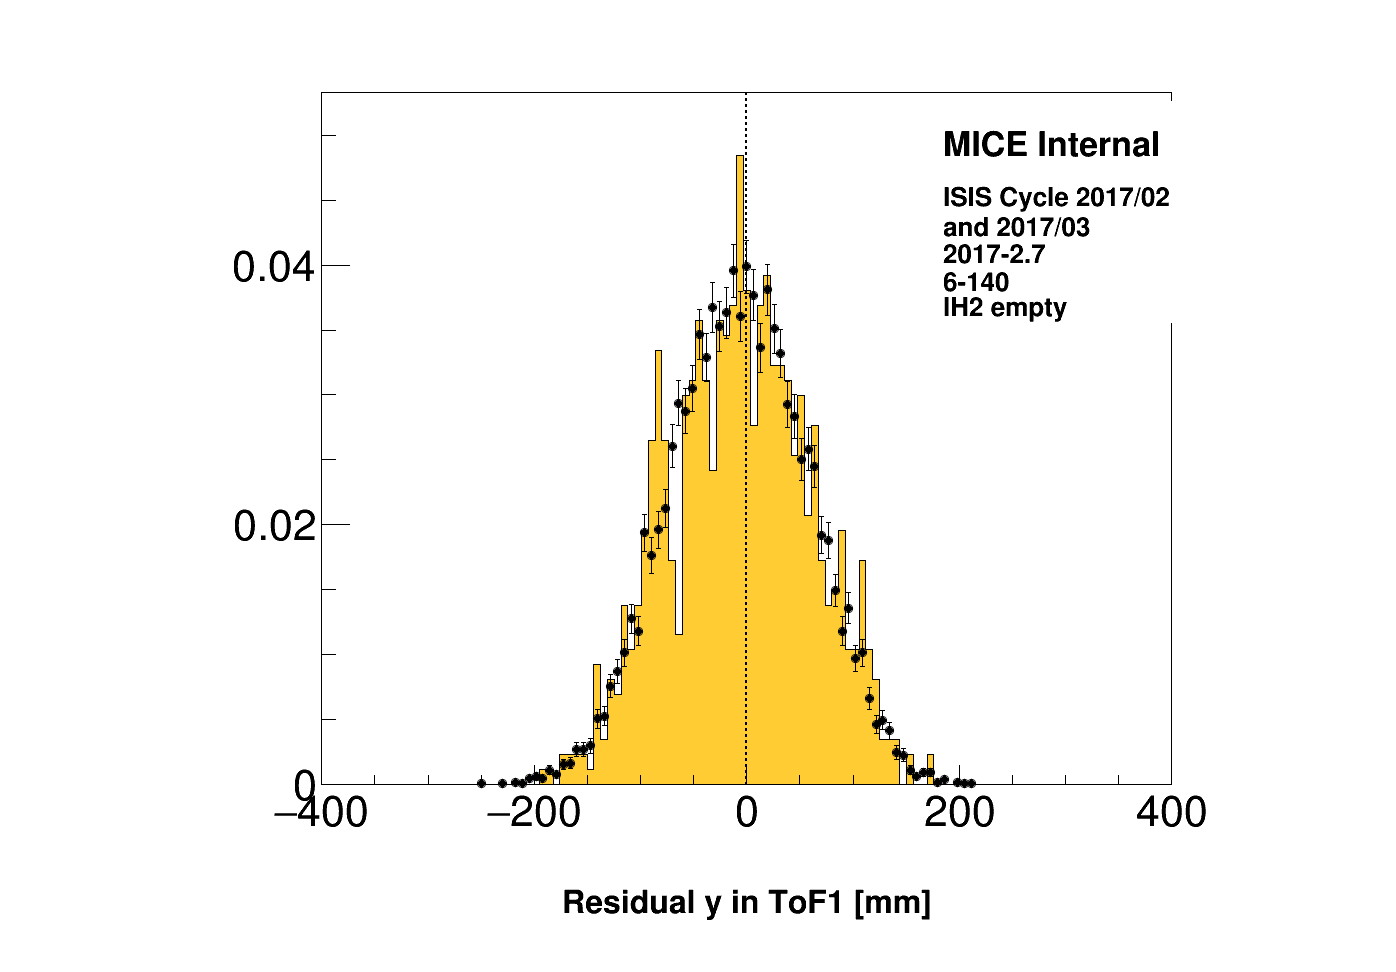 MICE Internal
ISIS Cycle 2017/02
and 2017/03
2017-2.7
6-140
lH2 empty
0.04
0.02
0
−400
−200
0
200
400
Residual y in ToF1 [mm]